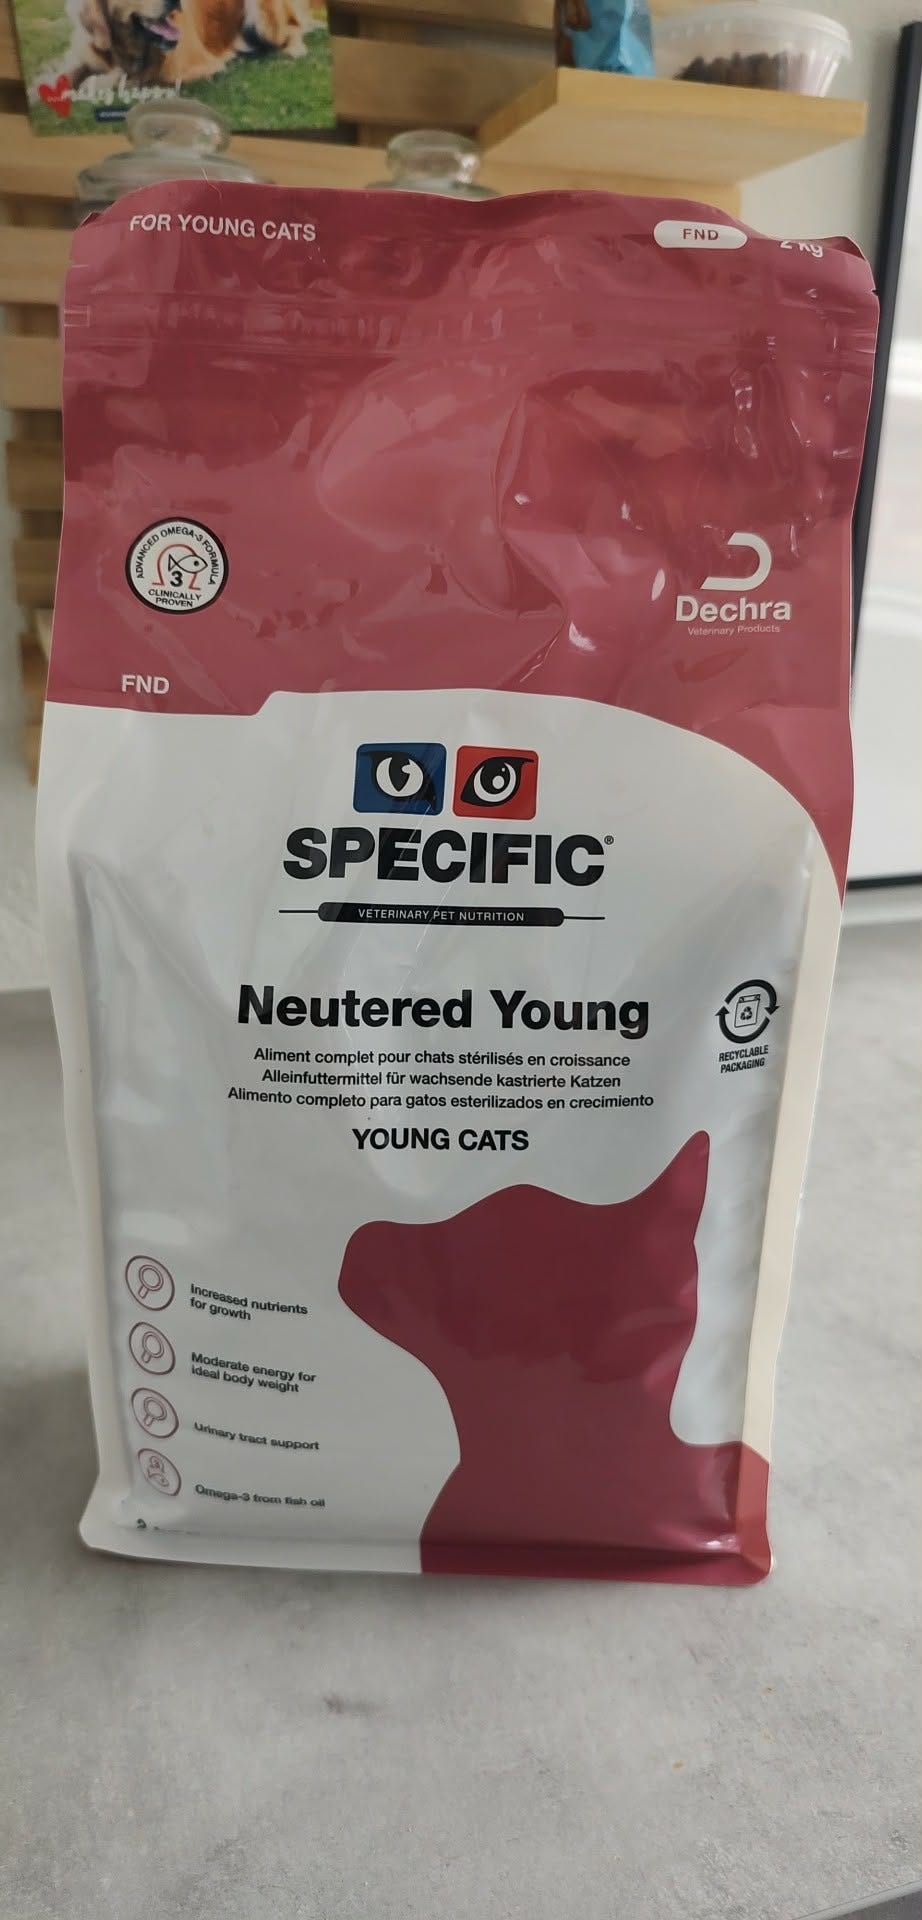 makes happen!
FOR YOUNG CATS
FND
2 kg
ADVANCED OMEGA-3 FORMULA
3
CLINICALLY
PROVEN
Dechra
Veterinary Products
FND
SPECIFIC®
VETERINARY PET NUTRITION
Neutered Young
Aliment complet pour chats stérilisés en croissance
Alleinfuttermittel für wachsende kastrierte Katzen
Alimento completo para gatos esterilizados en crecimiento
RECYCLABLE
PACKAGING
YOUNG CATS
Increased nutrients
for growth
Moderate energy for
ideal body weight
Urinary tract support
Omega-3 from fish oil